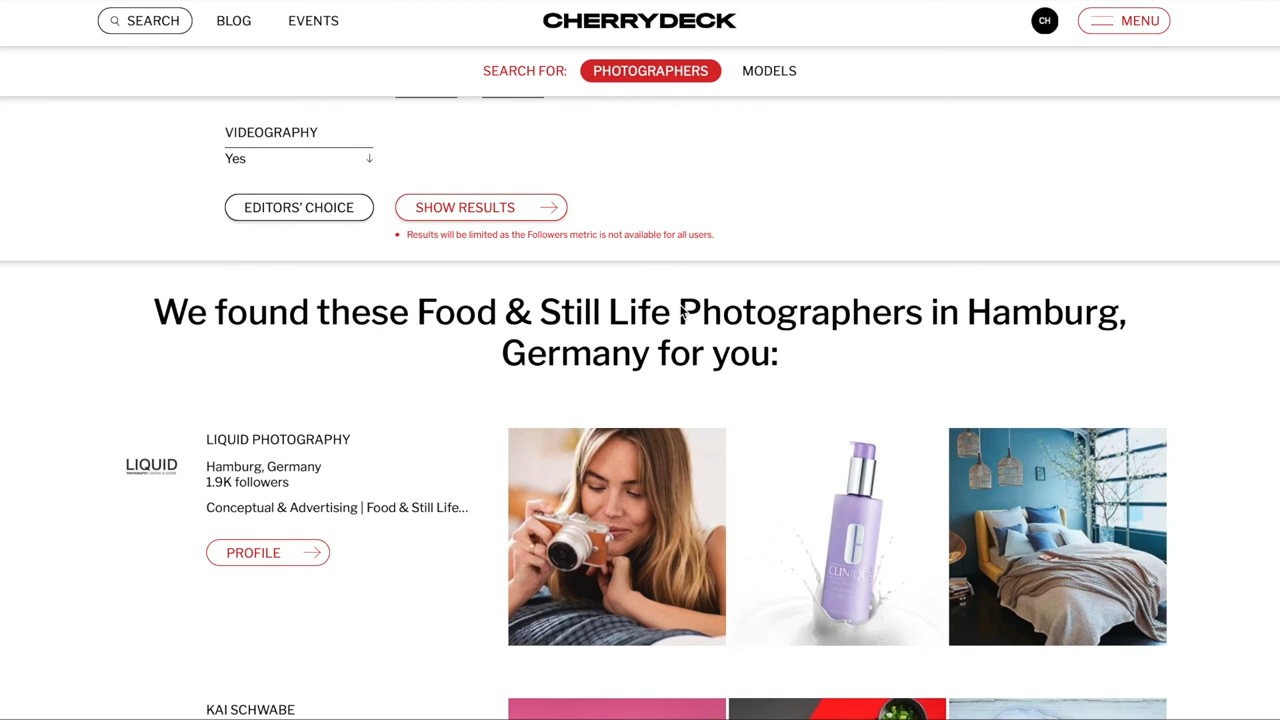 SEARCH
BLOG
EVENTS
CHERRYDECK
CH
MENU
SEARCH FOR:
PHOTOGRAPHERS
MODELS
VIDEOGRAPHY
Yes
EDITORS' CHOICE
SHOW RESULTS
Results will be limited as the Followers metric is not available for all users.
We found these Food & Still Life Photographers in Hamburg,
Germany for you:
LIQUID
LIQUID PHOTOGRAPHY
Hamburg, Germany
1.9K followers
Conceptual & Advertising | Food & Still Life...
PROFILE
CLINIQUE
KAI SCHWABE